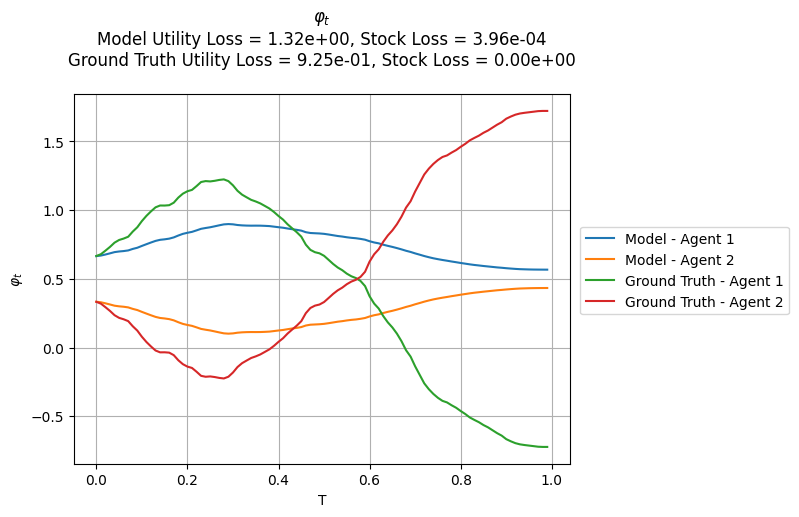 φₜ
Model Utility Loss = 1.32e+00, Stock Loss = 3.96e-04
Ground Truth Utility Loss = 9.25e-01, Stock Loss = 0.00e+00
1.5
1.0
0.5
0.0
−0.5
φₜ
0.0 0.2 0.4 0.6 0.8 1.0
T
Model - Agent 1
Model - Agent 2
Ground Truth - Agent 1
Ground Truth - Agent 2